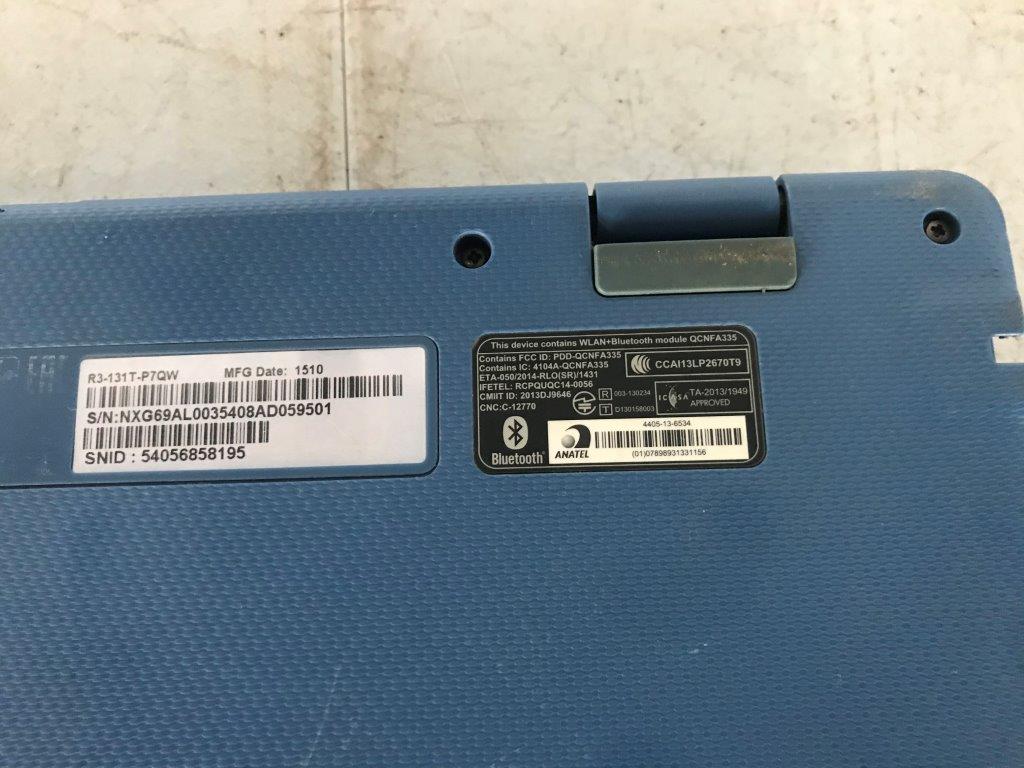 R3-131T-P7QW MFG Date: 1510
S/N:NXG69AL0035408AD059501
SNID : 54056858195
This device contains WLAN+Bluetooth module QCNFA335
Contains FCC ID: PDD-QCNFA335
Contains IC: 4104A-QCNFA335
ETA-050/2014-RLO(SR)/1431
IFETEL: RCPQUQC14-0056
CMIIT ID: 2013DJ9646
CNC:C-12770
CCAI13LP2670T9
R 003-130234
T D130158003
ICASA
TA-2013/1949
APPROVED
Bluetooth®
ANATEL
4405-13-6534
(01)07898931331156